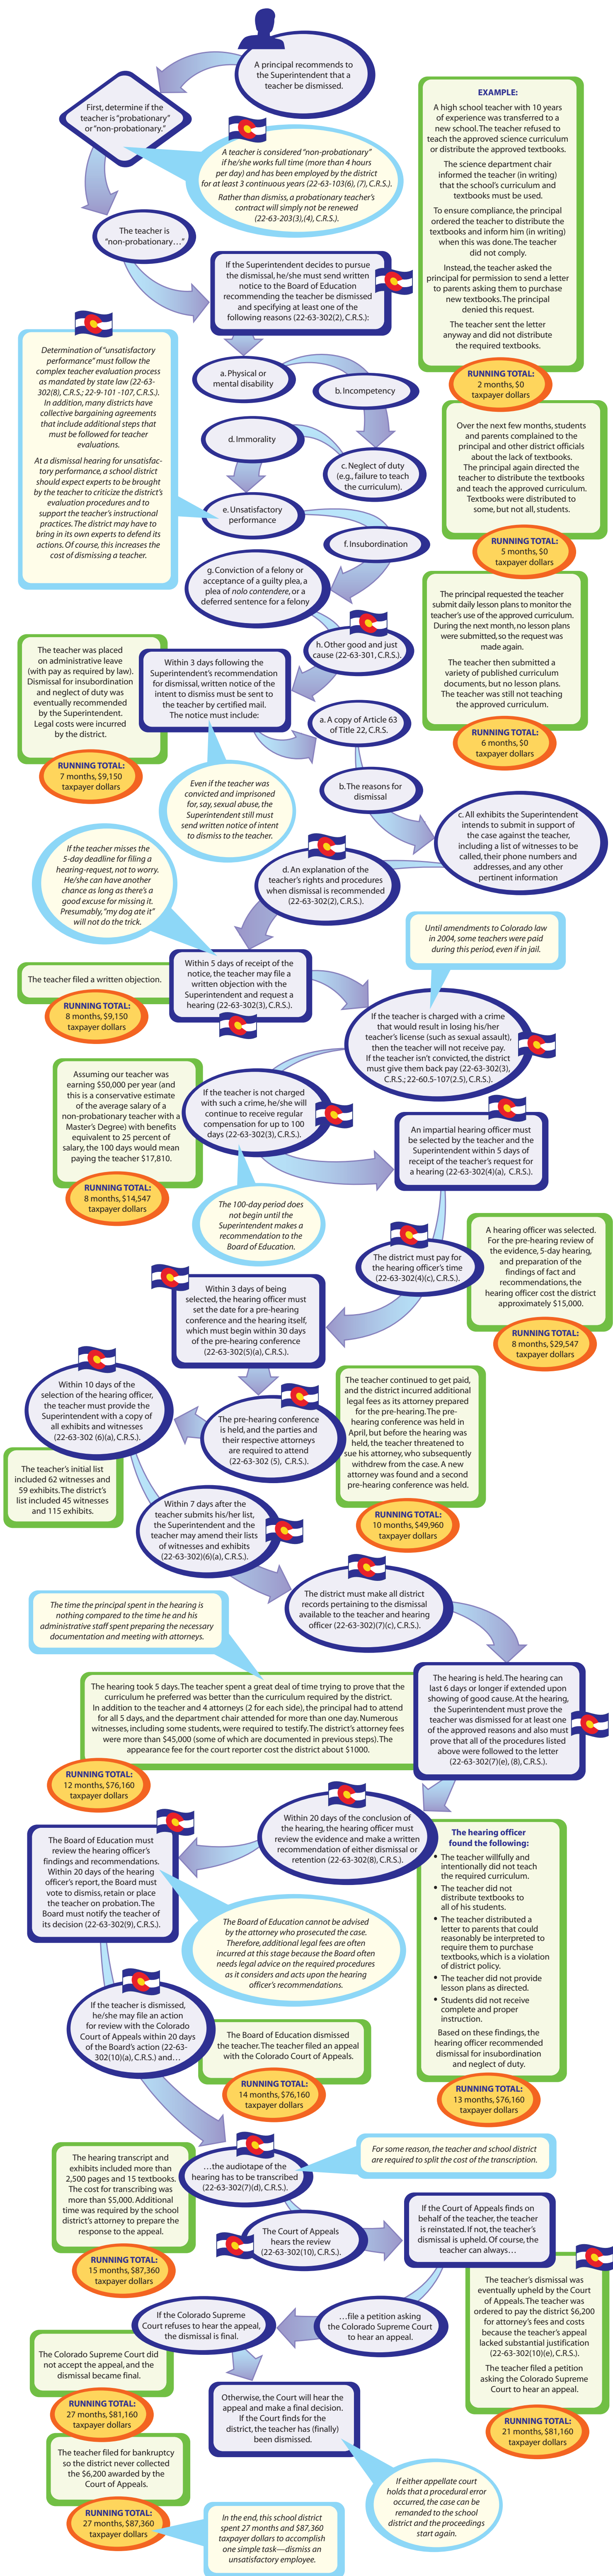 A principal recommends to
the Superintendent that a
teacher be dismissed.
First, determine if the
teacher is “probationary”
or “non-probationary.”
A teacher is considered “non-probationary”
if he/she works full time (more than 4 hours
per day) and has been employed by the district
for at least 3 continuous years (22-63-103(6), (7), C.R.S.).
Rather than dismiss, a probationary teacher’s
contract will simply not be renewed
(22-63-203(3),(4), C.R.S.).
EXAMPLE:
A high school teacher with 10 years
of experience was transferred to a
new school. The teacher refused to
teach the approved science curriculum
or distribute the approved textbooks.
The science department chair
informed the teacher (in writing)
that the school’s curriculum and
textbooks must be used.
To ensure compliance, the principal
ordered the teacher to distribute the
textbooks and inform him (in writing)
when this was done. The teacher
did not comply.
Instead, the teacher asked the
principal for permission to send a letter
to parents asking them to purchase
new textbooks. The principal
denied this request.
The teacher sent the letter
anyway and did not distribute
the required textbooks.
RUNNING TOTAL:
2 months, $0
taxpayer dollars
The teacher is
“non-probationary…”
If the Superintendent decides to pursue
the dismissal, he/she must send written
notice to the Board of Education
recommending the teacher be dismissed
and specifying at least one of the
following reasons (22-63-302(2), C.R.S.):
Determination of “unsatisfactory
performance” must follow the
complex teacher evaluation process
as mandated by state law (22-63-
302(8), C.R.S.; 22-9-101 -107, C.R.S.).
In addition, many districts have
collective bargaining agreements
that include additional steps that
must be followed for teacher
evaluations.
At a dismissal hearing for unsatisfac-
tory performance, a school district
should expect experts to be brought
by the teacher to criticize the district’s
evaluation procedures and to
support the teacher’s instructional
practices. The district may have to
bring in its own experts to defend its
actions. Of course, this increases the
cost of dismissing a teacher.
a. Physical or
mental disability
b. Incompetency
d. Immorality
c. Neglect of duty
(e.g., failure to teach
the curriculum).
e. Unsatisfactory
performance
f. Insubordination
g. Conviction of a felony or
acceptance of a guilty plea, a
plea of nolo contendere, or a
deferred sentence for a felony
h. Other good and just
cause (22-63-301, C.R.S.).
Over the next few months, students
and parents complained to the
principal and other district officials
about the lack of textbooks.
The principal again directed the
teacher to distribute the textbooks
and teach the approved curriculum.
Textbooks were distributed to
some, but not all, students.
RUNNING TOTAL:
5 months, $0
taxpayer dollars
The principal requested the teacher
submit daily lesson plans to monitor the
teacher’s use of the approved curriculum.
During the next month, no lesson plans
were submitted, so the request was
made again.
The teacher then submitted a
variety of published curriculum
documents, but no lesson plans.
The teacher was still not teaching
the approved curriculum.
RUNNING TOTAL:
6 months, $0
taxpayer dollars
The teacher was placed
on administrative leave
(with pay as required by law).
Dismissal for insubordination
and neglect of duty was
eventually recommended
by the Superintendent.
Legal costs were incurred
by the district.
RUNNING TOTAL:
7 months, $9,150
taxpayer dollars
Within 3 days following the
Superintendent’s recommendation
for dismissal, written notice of the
intent to dismiss must be sent to
the teacher by certified mail.
The notice must include:
a. A copy of Article 63
of Title 22, C.R.S.
b. The reasons for
dismissal
Even if the teacher was
convicted and imprisoned
for, say, sexual abuse, the
Superintendent still must
send written notice of intent
to dismiss to the teacher.
c. All exhibits the Superintendent
intends to submit in support of
the case against the teacher,
including a list of witnesses to be
called, their phone numbers and
addresses, and any other
pertinent information
d. An explanation of the
teacher’s rights and procedures
when dismissal is recommended
(22-63-302(2), C.R.S.).
If the teacher misses the
5-day deadline for filing a
hearing-request, not to worry.
He/she can have another
chance as long as there’s a
good excuse for missing it.
Presumably, “my dog ate it”
will not do the trick.
Until amendments to Colorado law
in 2004, some teachers were paid
during this period, even if in jail.
Within 5 days of receipt of the
notice, the teacher may file a
written objection with the
Superintendent and request a
hearing (22-63-302(3), C.R.S.).
The teacher filed a written objection.
RUNNING TOTAL:
8 months, $9,150
taxpayer dollars
If the teacher is charged with a crime
that would result in losing his/her
teacher’s license (such as sexual assault),
then the teacher will not receive pay.
If the teacher isn’t convicted, the district
must give them back pay (22-63-302(3),
C.R.S.; 22-60.5-107(2.5), C.R.S.).
Assuming our teacher was
earning $50,000 per year (and
this is a conservative estimate
of the average salary of a
non-probationary teacher with a
Master’s Degree) with benefits
equivalent to 25 percent of
salary, the 100 days would mean
paying the teacher $17,810.
RUNNING TOTAL:
8 months, $14,547
taxpayer dollars
If the teacher is not charged
with such a crime, he/she will
continue to receive regular
compensation for up to 100
days (22-63-302(3), C.R.S.).
An impartial hearing officer must
be selected by the teacher and the
Superintendent within 5 days of
receipt of the teacher’s request for
a hearing (22-63-302(4)(a), C.R.S.).
The 100-day period does
not begin until the
Superintendent makes a
recommendation to the
Board of Education.
The district must pay for
the hearing officer’s time
(22-63-302(4)(c), C.R.S.).
A hearing officer was selected.
For the pre-hearing review of
the evidence, 5-day hearing,
and preparation of the
findings of fact and
recommendations, the
hearing officer cost the district
approximately $15,000.
RUNNING TOTAL:
8 months, $29,547
taxpayer dollars
Within 3 days of being
selected, the hearing officer must
set the date for a pre-hearing
conference and the hearing itself,
which must begin within 30 days
of the pre-hearing conference
(22-63-302(5)(a), C.R.S.).
Within 10 days of the
selection of the hearing officer,
the teacher must provide the
Superintendent with a copy of
all exhibits and witnesses
(22-63-302 (6)(a), C.R.S.).
The pre-hearing conference
is held, and the parties and
their respective attorneys
are required to attend
(22-63-302 (5), C.R.S.).
The teacher continued to get paid,
and the district incurred additional
legal fees as its attorney prepared
for the pre-hearing. The pre-
hearing conference was held in
April, but before the hearing was
held, the teacher threatened to
sue his attorney, who subsequently
withdrew from the case. A new
attorney was found and a second
pre-hearing conference was held.
RUNNING TOTAL:
10 months, $49,960
taxpayer dollars
The teacher’s initial list
included 62 witnesses and
59 exhibits. The district’s
list included 45 witnesses
and 115 exhibits.
Within 7 days after the
teacher submits his/her list,
the Superintendent and the
teacher may amend their lists
of witnesses and exhibits
(22-63-302)(6)(a), C.R.S.).
The district must make all district
records pertaining to the dismissal
available to the teacher and hearing
officer (22-63-302)(7)(c), C.R.S.).
The time the principal spent in the hearing is
nothing compared to the time he and his
administrative staff spent preparing the necessary
documentation and meeting with attorneys.
The hearing took 5 days. The teacher spent a great deal of time trying to prove that the
curriculum he preferred was better than the curriculum required by the district.
In addition to the teacher and 4 attorneys (2 for each side), the principal had to attend
for all 5 days, and the department chair attended for more than one day. Numerous
witnesses, including some students, were required to testify. The district’s attorney fees
were more than $45,000 (some of which are documented in previous steps). The
appearance fee for the court reporter cost the district about $1000.
RUNNING TOTAL:
12 months, $76,160
taxpayer dollars
The hearing is held. The hearing can
last 6 days or longer if extended upon
showing of good cause. At the hearing,
the Superintendent must prove the
teacher was dismissed for at least one
of the approved reasons and also must
prove that all of the procedures listed
above were followed to the letter
(22-63-302(7)(e), (8), C.R.S.).
Within 20 days of the conclusion of
the hearing, the hearing officer must
review the evidence and make a written
recommendation of either dismissal or
retention (22-63-302(8), C.R.S.).
The Board of Education must
review the hearing officer’s
findings and recommendations.
Within 20 days of the hearing
officer’s report, the Board must
vote to dismiss, retain or place
the teacher on probation. The
Board must notify the teacher of
its decision (22-63-302(9), C.R.S.).
The hearing officer
found the following:
• The teacher willfully and
intentionally did not teach
the required curriculum.
• The teacher did not
distribute textbooks to
all of his students.
• The teacher distributed a
letter to parents that could
reasonably be interpreted to
require them to purchase
textbooks, which is a violation
of district policy.
• The teacher did not provide
lesson plans as directed.
• Students did not receive
complete and proper
instruction.
Based on these findings, the
hearing officer recommended
dismissal for insubordination
and neglect of duty.
RUNNING TOTAL:
13 months, $76,160
taxpayer dollars
The Board of Education cannot be advised
by the attorney who prosecuted the case.
Therefore, additional legal fees are often
incurred at this stage because the Board often
needs legal advice on the required procedures
as it considers and acts upon the hearing
officer’s recommendations.
If the teacher is dismissed,
he/she may file an action
for review with the Colorado
Court of Appeals within 20 days
of the Board’s action (22-63-
302(10)(a), C.R.S.) and…
The Board of Education dismissed
the teacher. The teacher filed an appeal
with the Colorado Court of Appeals.
RUNNING TOTAL:
14 months, $76,160
taxpayer dollars
…the audiotape of the
hearing has to be transcribed
(22-63-302(7)(d), C.R.S.).
For some reason, the teacher and school district
are required to split the cost of the transcription.
The hearing transcript and
exhibits included more than
2,500 pages and 15 textbooks.
The cost for transcribing was
more than $5,000. Additional
time was required by the school
district’s attorney to prepare the
response to the appeal.
RUNNING TOTAL:
15 months, $87,360
taxpayer dollars
The Court of Appeals
hears the review
(22-63-302(10), C.R.S.).
If the Court of Appeals finds on
behalf of the teacher, the teacher
is reinstated. If not, the teacher’s
dismissal is upheld. Of course, the
teacher can always…
The teacher’s dismissal was
eventually upheld by the Court
of Appeals. The teacher was
ordered to pay the district $6,200
for attorney’s fees and costs
because the teacher’s appeal
lacked substantial justification
(22-63-302(10)(e), C.R.S.).
The teacher filed a petition
asking the Colorado Supreme
Court to hear an appeal.
RUNNING TOTAL:
21 months, $81,160
taxpayer dollars
…file a petition asking
the Colorado Supreme Court
to hear an appeal.
If the Colorado Supreme
Court refuses to hear the appeal,
the dismissal is final.
The Colorado Supreme Court did
not accept the appeal, and the
dismissal became final.
RUNNING TOTAL:
27 months, $81,160
taxpayer dollars
Otherwise, the Court will hear the
appeal and make a final decision.
If the Court finds for the
district, the teacher has (finally)
been dismissed.
The teacher filed for bankruptcy
so the district never collected
the $6,200 awarded by the
Court of Appeals.
RUNNING TOTAL:
27 months, $87,360
taxpayer dollars
If either appellate court
holds that a procedural error
occurred, the case can be
remanded to the school
district and the proceedings
start again.
In the end, this school district
spent 27 months and $87,360
taxpayer dollars to accomplish
one simple task—dismiss an
unsatisfactory employee.